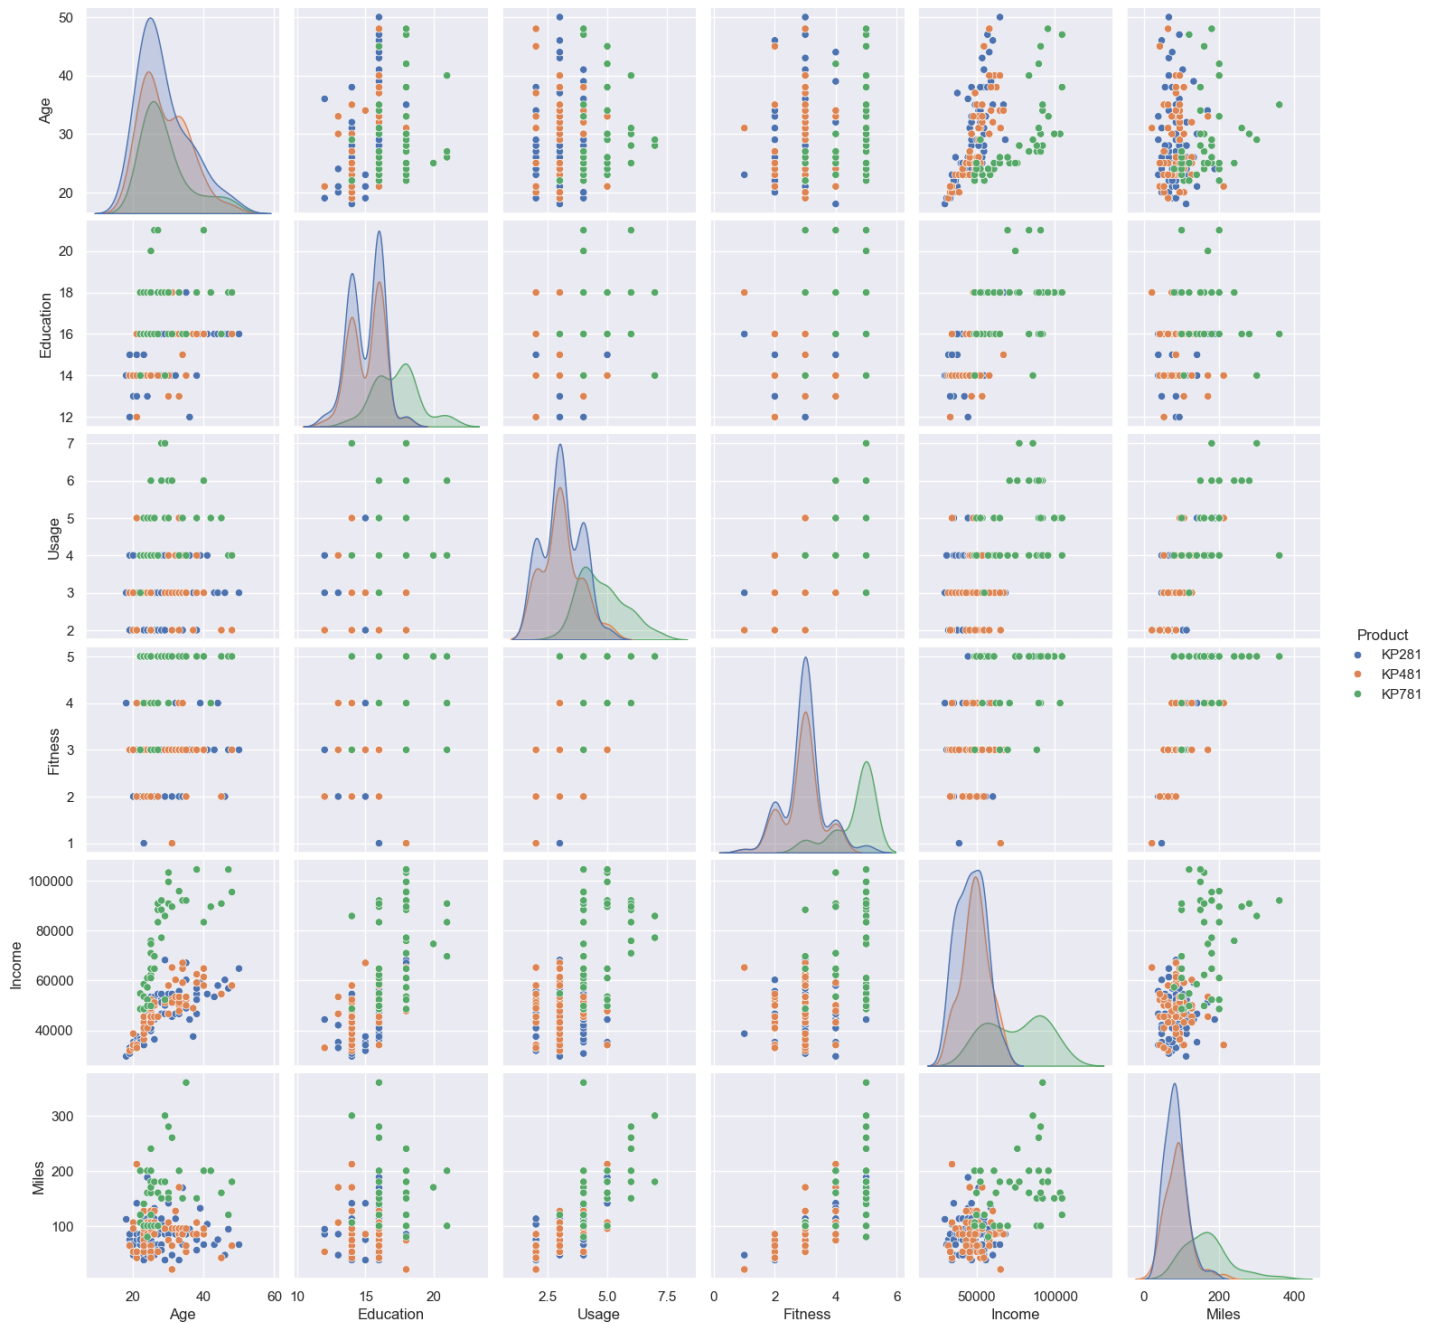 50
40
Age
30
20
20
18
Education
16
14
12
7
6
5
Usage
4
3
2
5
4
Fitness
3
2
1
100000
80000
Income
60000
40000
300
200
Miles
100
20 40 60
Age
10 15 20
Education
2.5 5.0 7.5
Usage
0 2 4 6
Fitness
50000 100000
Income
0 200 400
Miles
Product
KP281
KP481
KP781